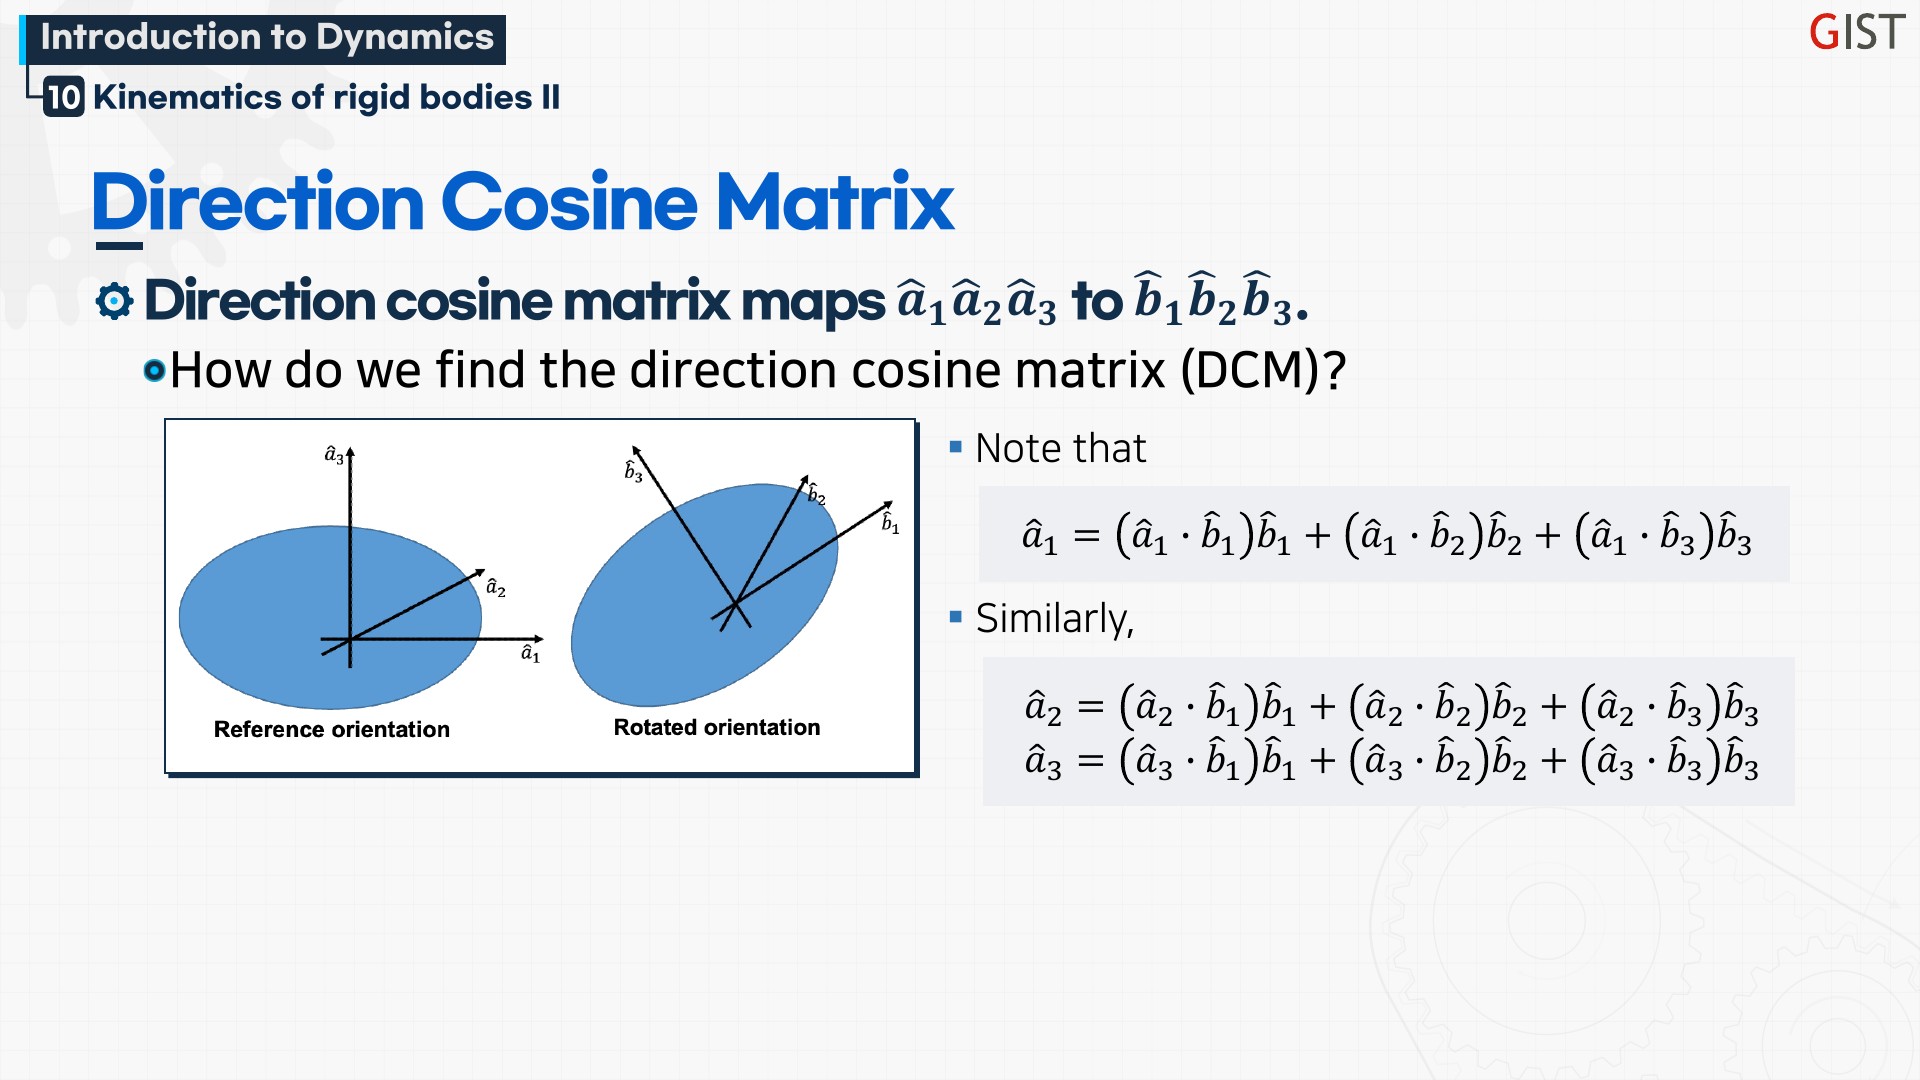 Introduction to Dynamics
GIST
10 Kinematics of rigid bodies II
Direction Cosine Matrix
Direction cosine matrix maps â₁â₂â₃ to b̂₁b̂₂b̂₃.
How do we find the direction cosine matrix (DCM)?
â₃
â₂
â₁
Reference orientation
b̂₃
b̂₂
b̂₁
Rotated orientation
Note that
â₁ = (â₁ · b̂₁)b̂₁ + (â₁ · b̂₂)b̂₂ + (â₁ · b̂₃)b̂₃
Similarly,
â₂ = (â₂ · b̂₁)b̂₁ + (â₂ · b̂₂)b̂₂ + (â₂ · b̂₃)b̂₃
â₃ = (â₃ · b̂₁)b̂₁ + (â₃ · b̂₂)b̂₂ + (â₃ · b̂₃)b̂₃